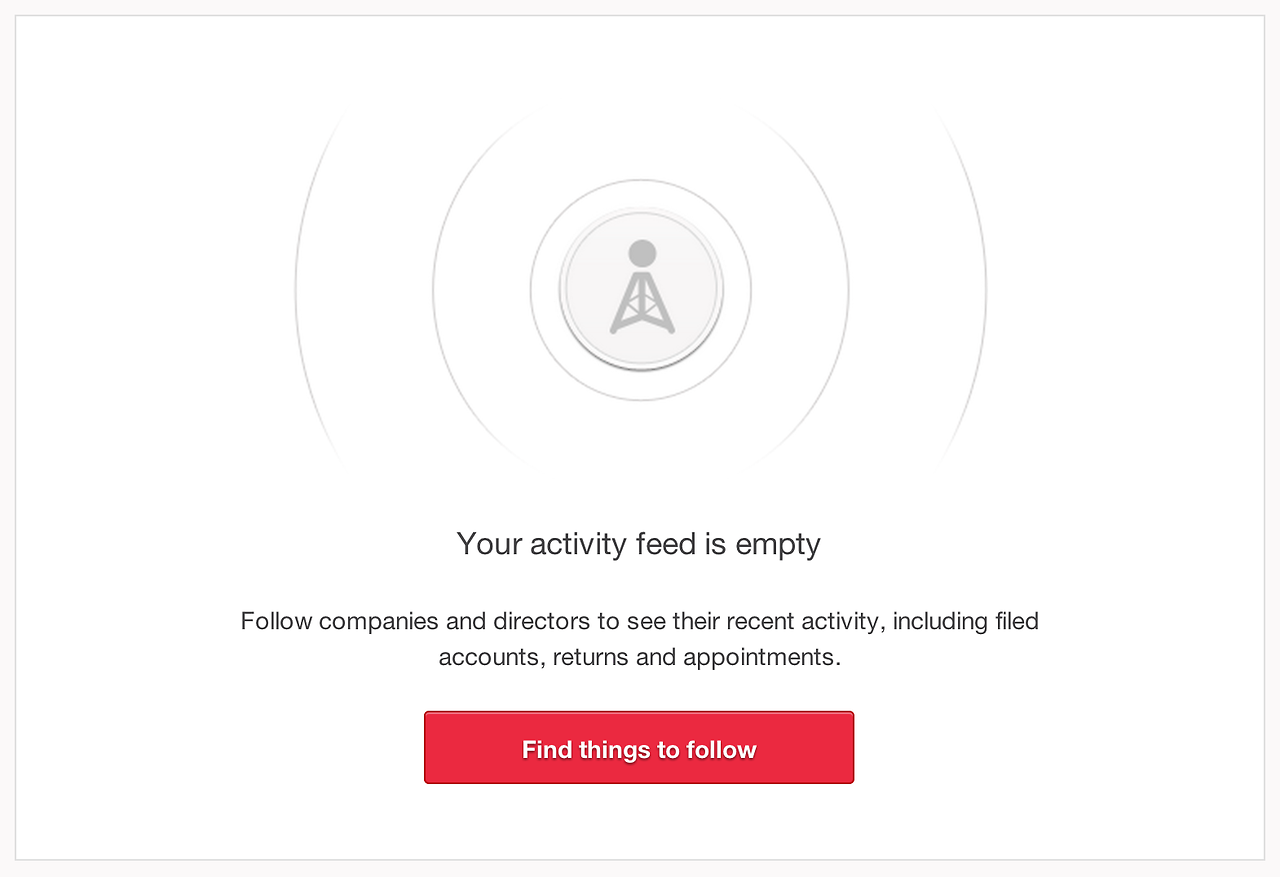 Your activity feed is empty
Follow companies and directors to see their recent activity, including filed
accounts, returns and appointments.
Find things to follow